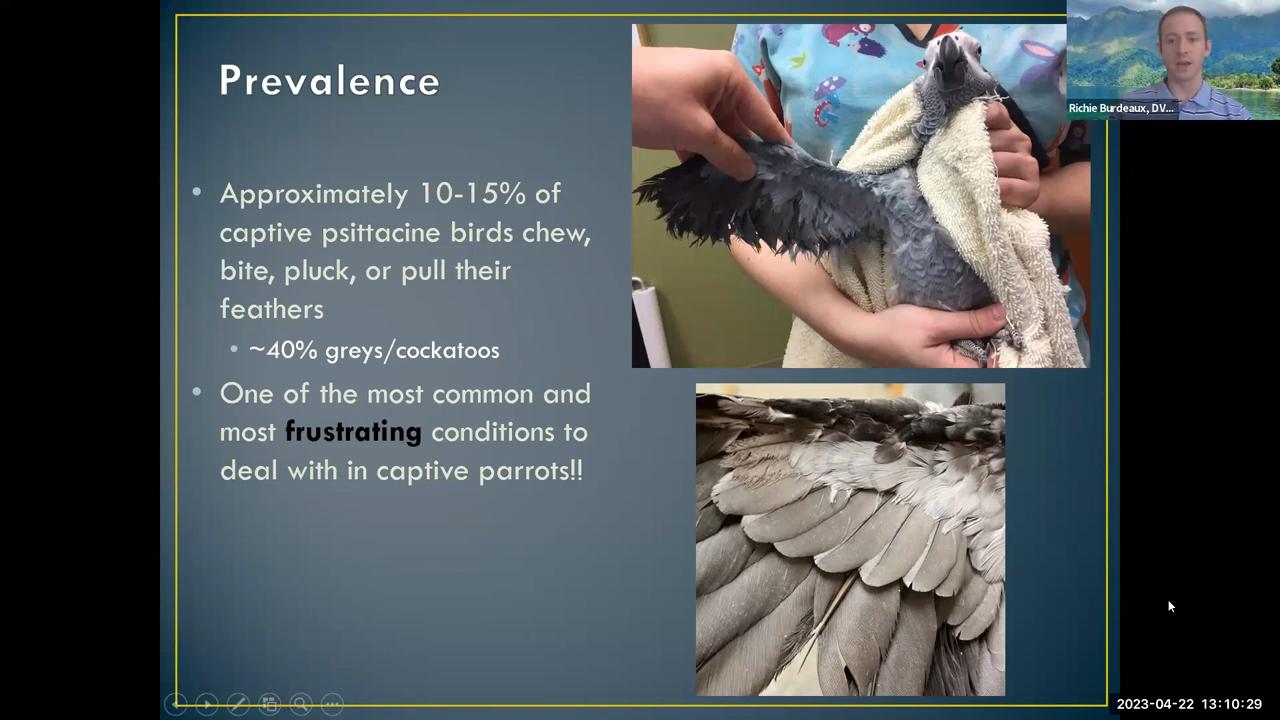 Prevalence
• Approximately 10-15% of
captive psittacine birds chew,
bite, pluck, or pull their
feathers
• ~40% greys/cockatoos
• One of the most common and
most frustrating conditions to
deal with in captive parrots!!
Richie Burdeaux, DV...
2023-04-22 13:10:29